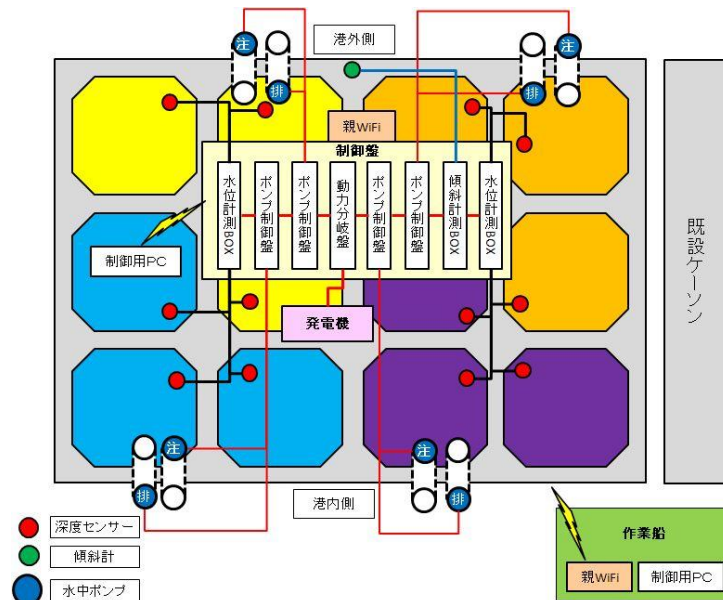 港外側
注
注
排
排
親WiFi
制御盤
水位計測BOX
ポンプ制御盤
ポンプ制御盤
動力分岐盤
ポンプ制御盤
ポンプ制御盤
傾斜計測BOX
水位計測BOX
制御用PC
発電機
既設ケーソン
注
注
排
排
港内側
深度センサー
傾斜計
水中ポンプ
作業船
親WiFi
制御用PC